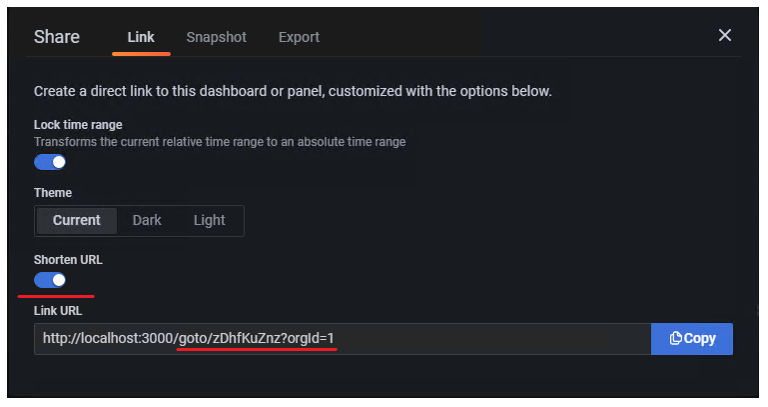 Share Link Snapshot Export
Create a direct link to this dashboard or panel, customized with the options below.
Lock time range
Transforms the current relative time range to an absolute time range
Theme
Current Dark Light
Shorten URL
Link URL
http://localhost:3000/goto/zDhfKuZnz?orgId=1 Copy